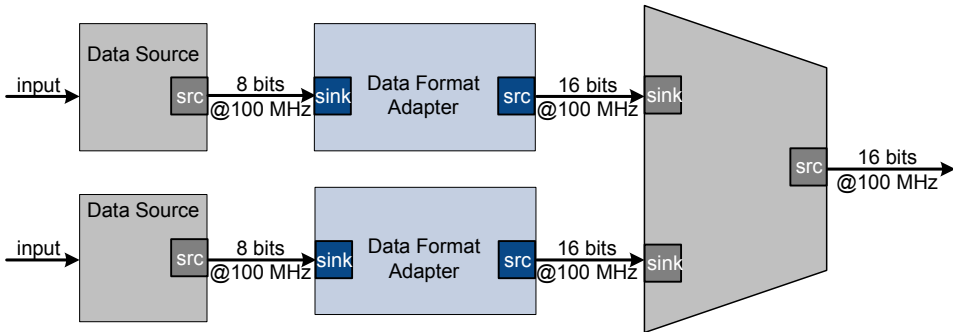 Data Source
input
src
8 bits
@100 MHz
sink
Data Format
Adapter
src
16 bits
@100 MHz
sink
src
16 bits
@100 MHz
Data Source
input
src
8 bits
@100 MHz
sink
Data Format
Adapter
src
16 bits
@100 MHz
sink